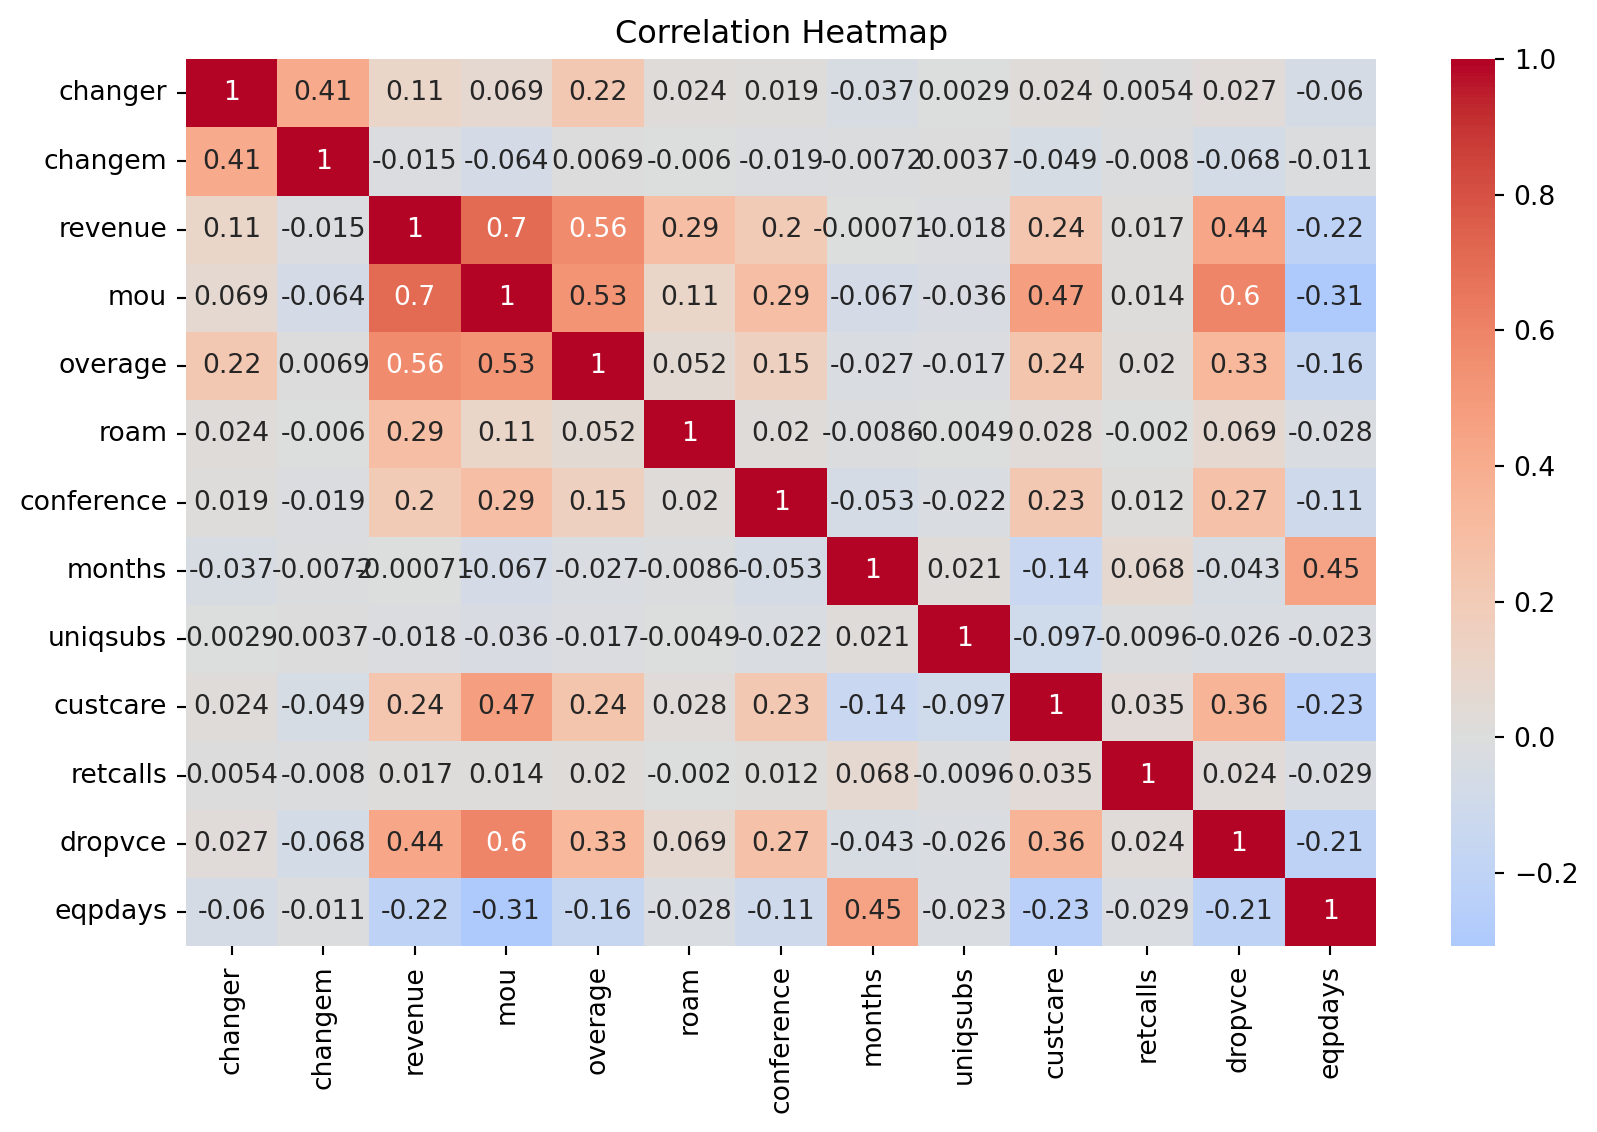 Correlation Heatmap
changer 1 0.41 0.11 0.069 0.22 0.024 0.019 -0.037 0.0029 0.024 0.0054 0.027 -0.06
changem 0.41 1 -0.015 -0.064 0.0069 -0.006 -0.019 -0.0072 0.0037 -0.049 -0.008 -0.068 -0.011
revenue 0.11 -0.015 1 0.7 0.56 0.29 0.2 -0.00071 -0.018 0.24 0.017 0.44 -0.22
mou 0.069 -0.064 0.7 1 0.53 0.11 0.29 -0.067 -0.036 0.47 0.014 0.6 -0.31
overage 0.22 0.0069 0.56 0.53 1 0.052 0.15 -0.027 -0.017 0.24 0.02 0.33 -0.16
roam 0.024 -0.006 0.29 0.11 0.052 1 0.02 -0.0086 -0.0049 0.028 -0.002 0.069 -0.028
conference 0.019 -0.019 0.2 0.29 0.15 0.02 1 -0.053 -0.022 0.23 0.012 0.27 -0.11
months -0.037 -0.0072 -0.00071 -0.067 -0.027 -0.0086 -0.053 1 0.021 -0.14 0.068 -0.043 0.45
uniqsubs 0.0029 0.0037 -0.018 -0.036 -0.017 -0.0049 -0.022 0.021 1 -0.097 -0.0096 -0.026 -0.023
custcare 0.024 -0.049 0.24 0.47 0.24 0.028 0.23 -0.14 -0.097 1 0.035 0.36 -0.23
retcalls 0.0054 -0.008 0.017 0.014 0.02 -0.002 0.012 0.068 -0.0096 0.035 1 0.024 -0.029
dropvce 0.027 -0.068 0.44 0.6 0.33 0.069 0.27 -0.043 -0.026 0.36 0.024 1 -0.21
eqpdays -0.06 -0.011 -0.22 -0.31 -0.16 -0.028 -0.11 0.45 -0.023 -0.23 -0.029 -0.21 1
changer changem revenue mou overage roam conference months uniqsubs custcare retcalls dropvce eqpdays
1.0
0.8
0.6
0.4
0.2
0.0
−0.2